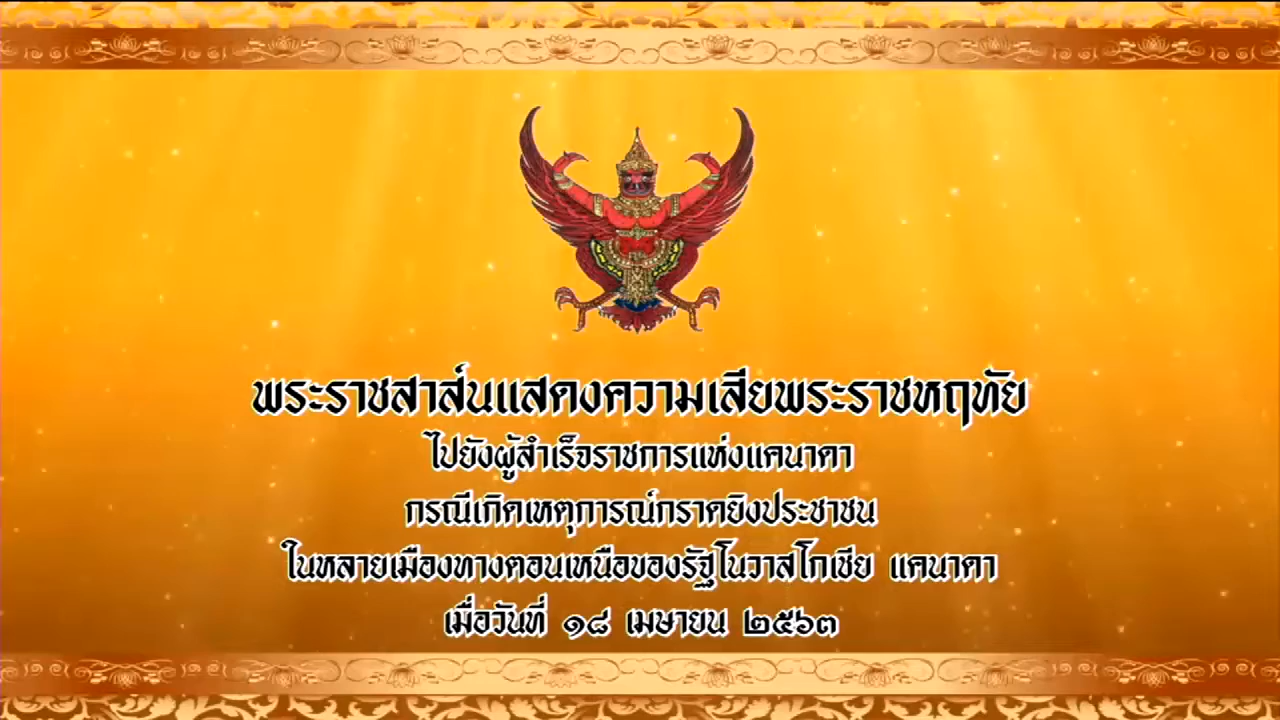 พระราชสาส์นแสดงความเสียพระราชหฤทัย
ไปยังผู้สำเร็จราชการแห่งแคนาดา
กรณีเกิดเหตุการณ์กราดยิงประชาชน
ในหลายเมืองทางตอนเหนือของรัฐโนวาสโกเชีย แคนาดา
เมื่อวันที่ ๑๘ เมษายน ๒๕๖๓